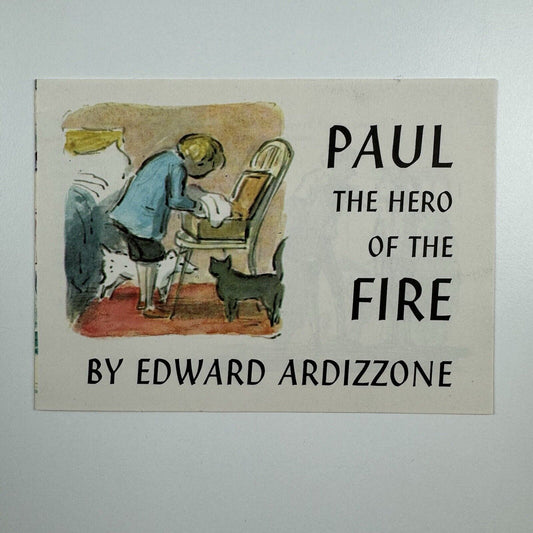 PAUL
THE HERO
OF THE
FIRE
BY EDWARD ARDIZZONE